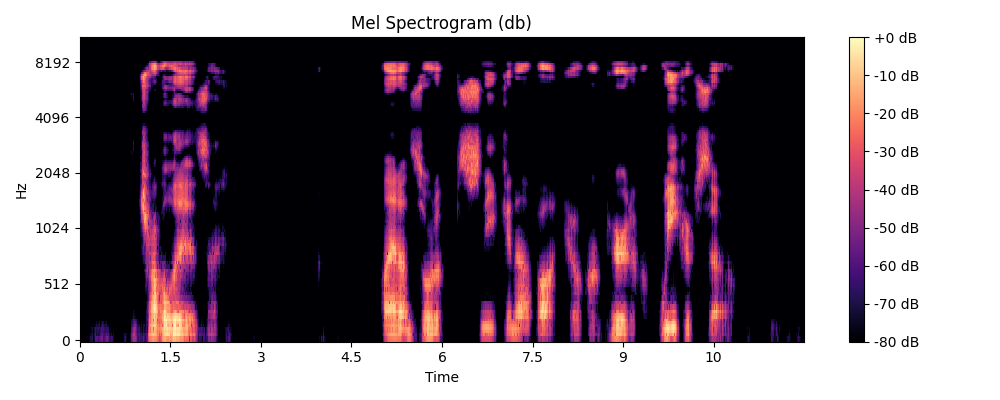 Mel Spectrogram (db)
+0 dB
8192
-10 dB
4096
-20 dB
-30 dB
2048
Hz
-40 dB
1024
-50 dB
-60 dB
512
-70 dB
0
-80 dB
0 1.5 3 4.5 6 7.5 9 10
Time